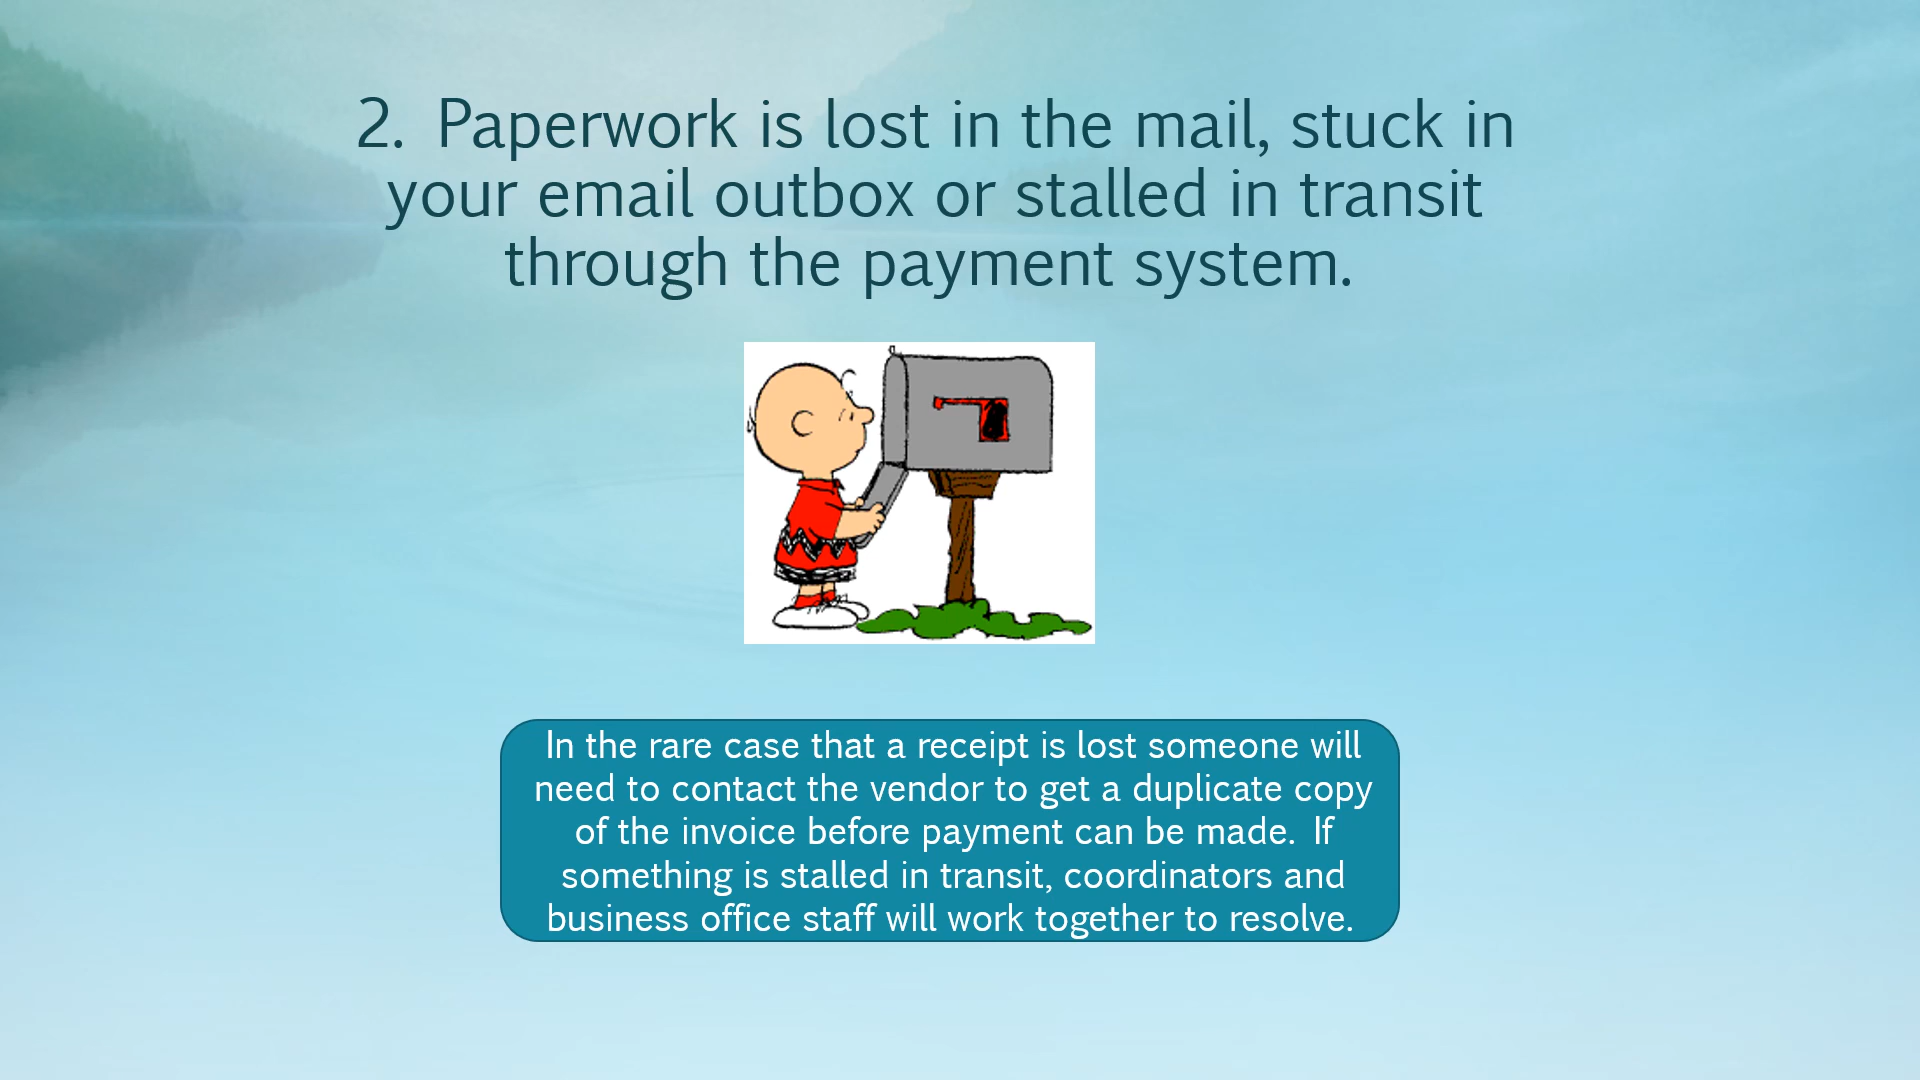 2. Paperwork is lost in the mail, stuck in
your email outbox or stalled in transit
through the payment system.
In the rare case that a receipt is lost someone will
need to contact the vendor to get a duplicate copy
of the invoice before payment can be made. If
something is stalled in transit, coordinators and
business office staff will work together to resolve.